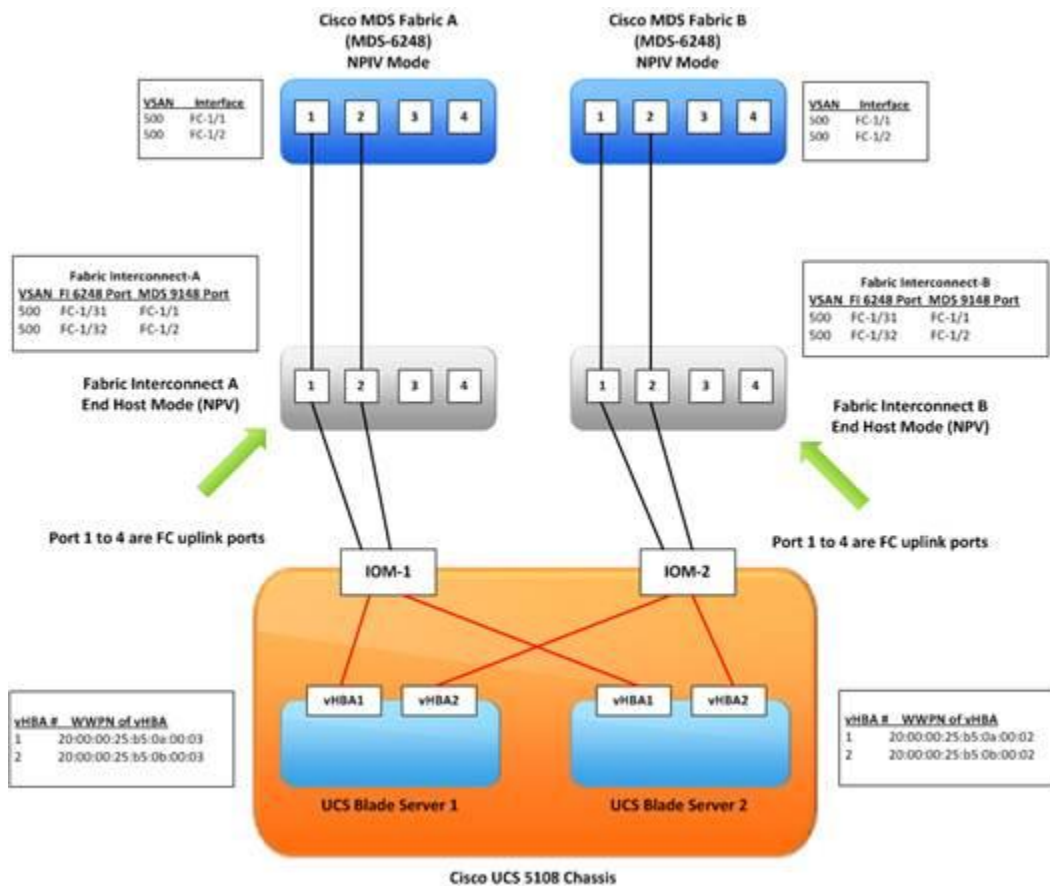 Cisco MDS Fabric A
(MDS-6248)
NPIV Mode
Cisco MDS Fabric B
(MDS-6248)
NPIV Mode
VSAN Interface
500 FC-1/1
500 FC-1/2
1 2 3 4
1 2 3 4
VSAN Interface
500 FC-1/1
500 FC-1/2
Fabric Interconnect-A
VSAN FI 6248 Port MDS 9148 Port
500 FC-1/31 FC-1/1
500 FC-1/32 FC-1/2
Fabric Interconnect-B
VSAN FI 6248 Port MDS 9148 Port
500 FC-1/31 FC-1/1
500 FC-1/32 FC-1/2
1 2 3 4
1 2 3 4
Fabric Interconnect A
End Host Mode (NPV)
Fabric Interconnect B
End Host Mode (NPV)
Port 1 to 4 are FC uplink ports
Port 1 to 4 are FC uplink ports
IOM-1
IOM-2
vHBA1 vHBA2
vHBA1 vHBA2
vHBA # WWPN of vHBA
1 20:00:00:25:b5:0a:00:03
2 20:00:00:25:b5:0b:00:03
vHBA # WWPN of vHBA
1 20:00:00:25:b5:0a:00:02
2 20:00:00:25:b5:0b:00:02
UCS Blade Server 1
UCS Blade Server 2
Cisco UCS 5108 Chassis